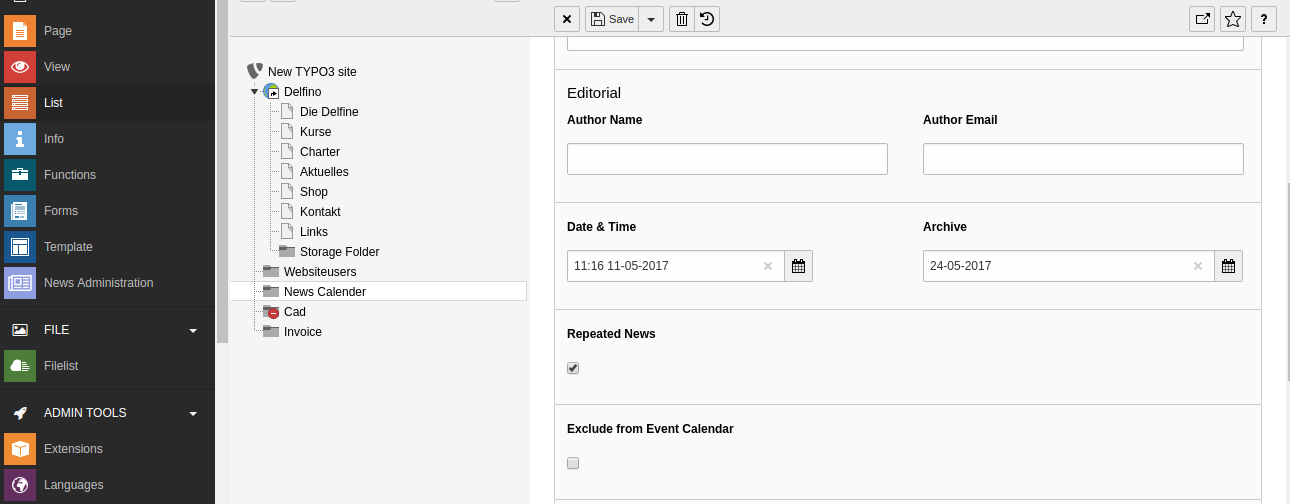 Page
View
List
Info
Functions
Forms
Template
News Administration
FILE
Filelist
ADMIN TOOLS
Extensions
Languages
New TYPO3 site
Delfino
Die Delfine
Kurse
Charter
Aktuelles
Shop
Kontakt
Links
Storage Folder
Websiteusers
News Calender
Cad
Invoice
Save
?
Editorial
Author Name Author Email
Date & Time Archive
11:16 11-05-2017 24-05-2017
Repeated News
Exclude from Event Calendar